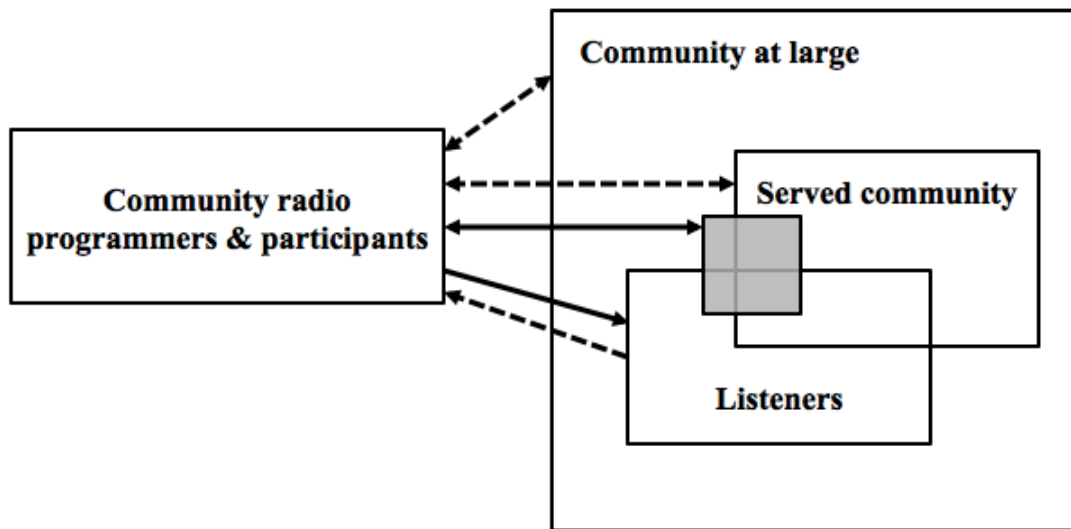 Community at large
Community radio
programmers & participants
Served community
Listeners